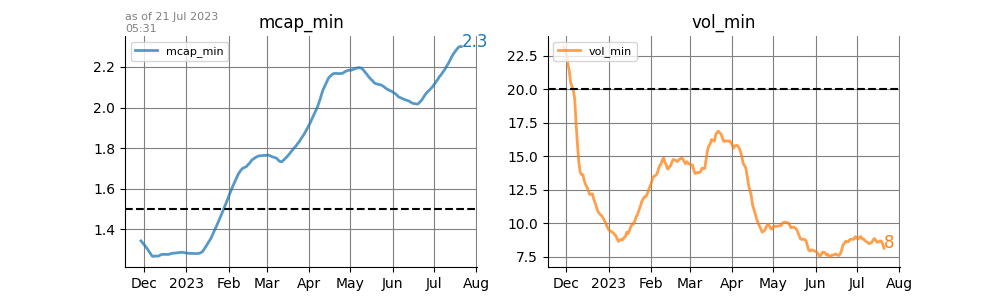 as of 21 Jul 2023
05:31
mcap_min
mcap_min
2.3
2.2
2.0
1.8
1.6
1.4
Dec 2023 Feb Mar Apr May Jun Jul Aug
vol_min
vol_min
22.5
20.0
17.5
15.0
12.5
10.0
7.5
8
Dec 2023 Feb Mar Apr May Jun Jul Aug